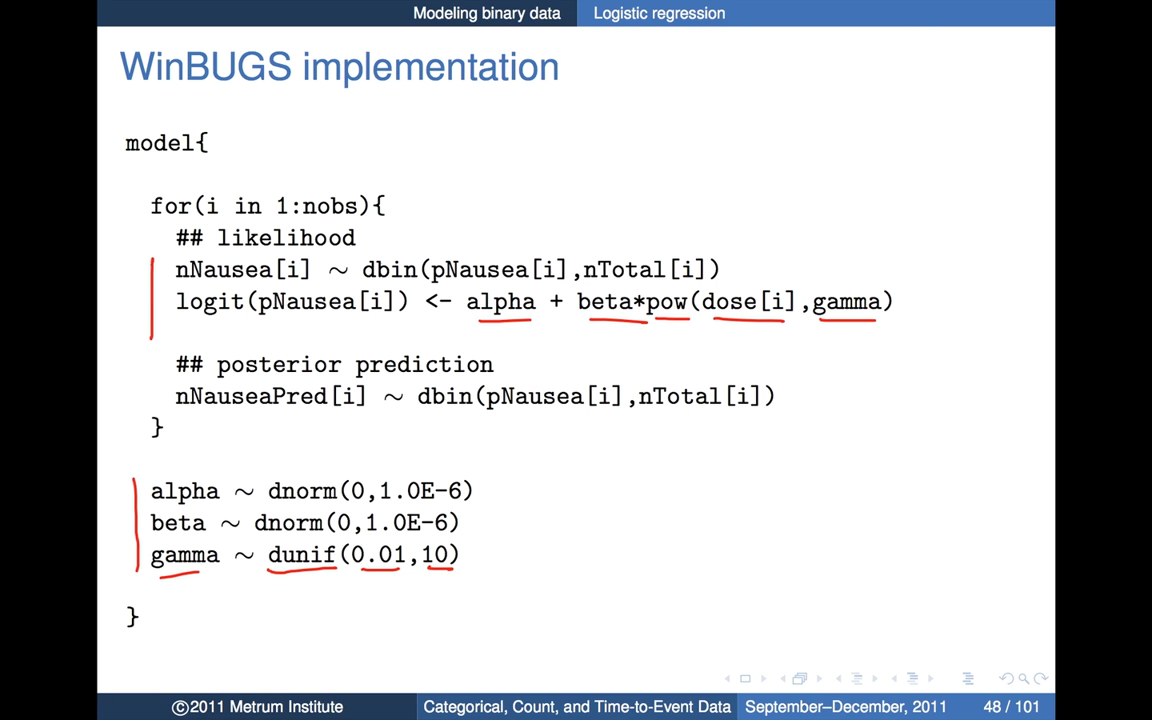 Modeling binary data Logistic regression
WinBUGS implementation
model{
for(i in 1:nobs){
## likelihood
nNausea[i] ~ dbin(pNausea[i],nTotal[i])
logit(pNausea[i]) <- alpha + beta*pow(dose[i],gamma)
## posterior prediction
nNauseaPred[i] ~ dbin(pNausea[i],nTotal[i])
}
alpha ~ dnorm(0,1.0E-6)
beta ~ dnorm(0,1.0E-6)
gamma ~ dunif(0.01,10)
}
©2011 Metrum Institute Categorical, Count, and Time-to-Event Data September–December, 2011 48 / 101